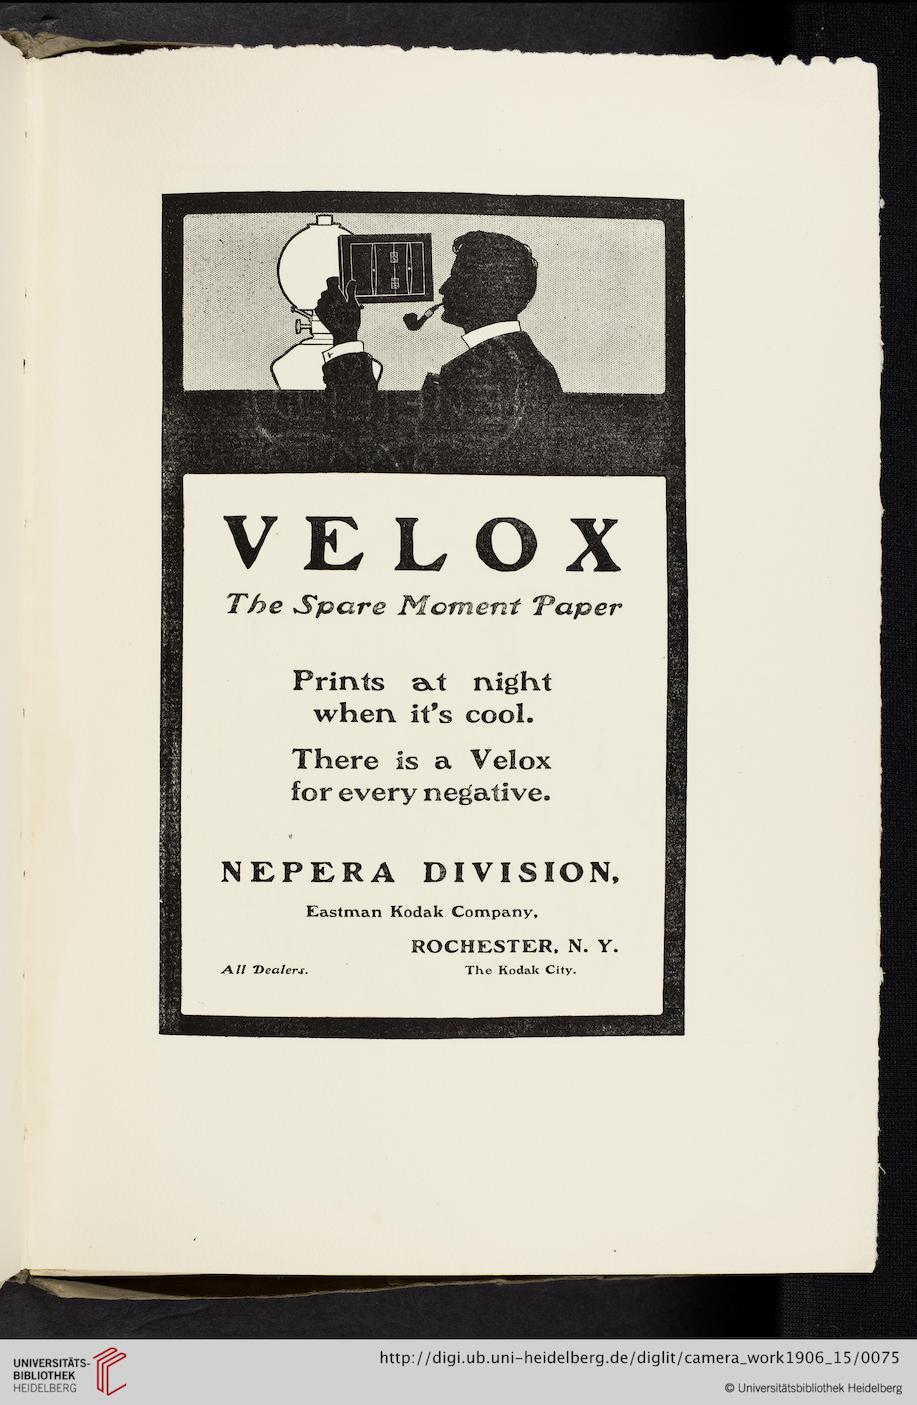 VELOX
The Spare Moment Paper
Prints at night
when it's cool.
There is a Velox
for every negative.
NEPERA DIVISION,
Eastman Kodak Company,
ROCHESTER, N. Y.
All Dealers.
The Kodak City.
UNIVERSITÄTS-
BIBLIOTHEK
HEIDELBERG
http://digi.ub.uni-heidelberg.de/diglit/camera_work1906_15/0075
© Universitätsbibliothek Heidelberg